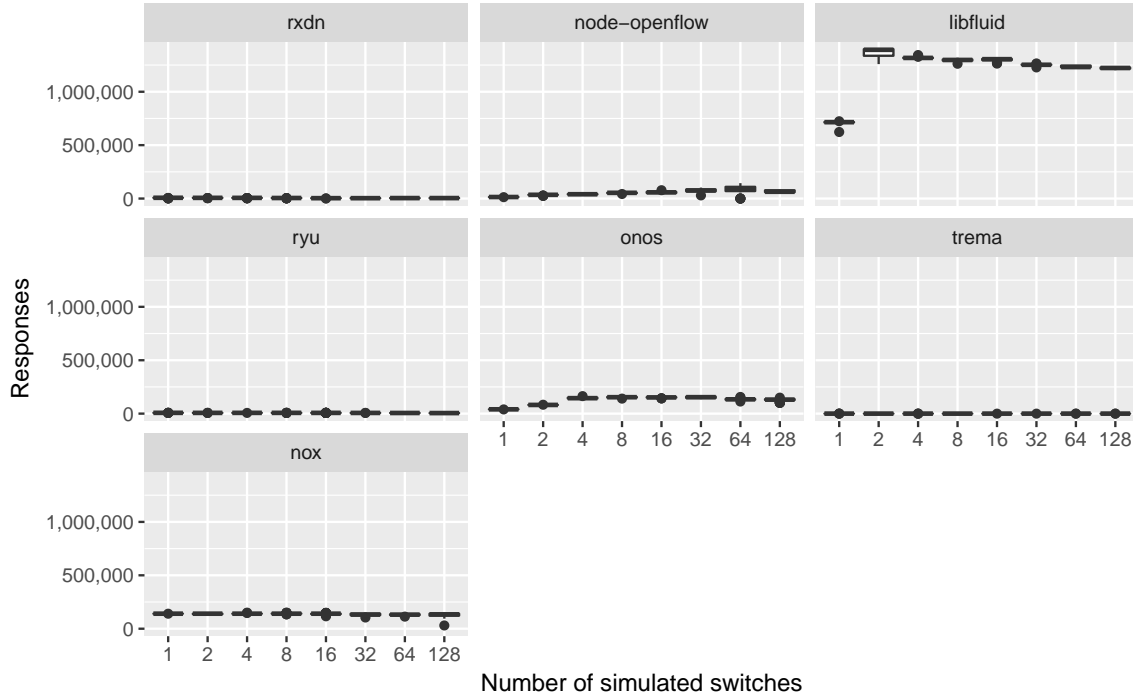 rxdn node-openflow libfluid
1,000,000
500,000
0
ryu onos trema
1,000,000
500,000
0
1 2 4 8 16 32 64 128 1 2 4 8 16 32 64 128
nox
1,000,000
500,000
0
1 2 4 8 16 32 64 128
Responses
Number of simulated switches